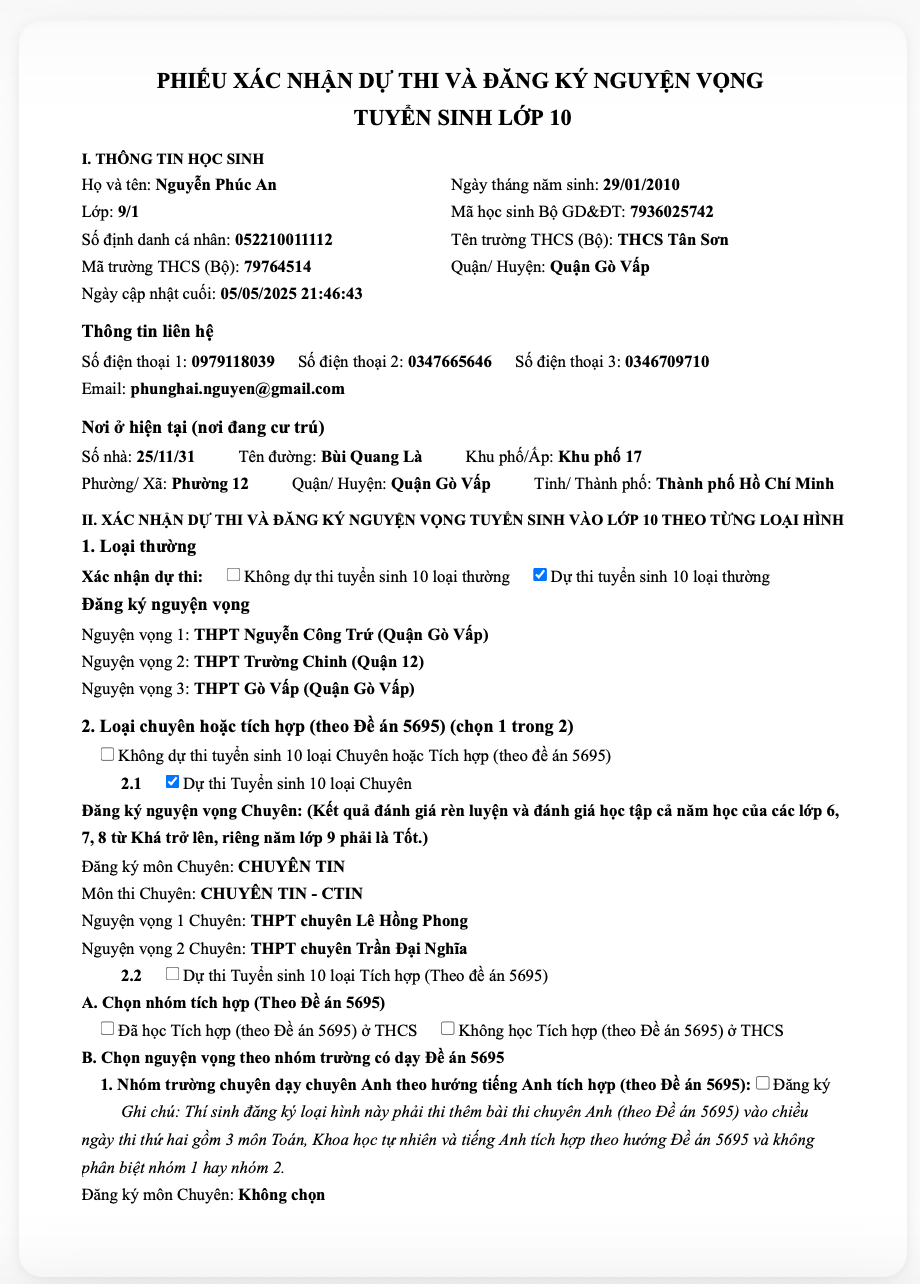 PHIẾU XÁC NHẬN DỰ THI VÀ ĐĂNG KÝ NGUYỆN VỌNG
TUYỂN SINH LỚP 10
I. THÔNG TIN HỌC SINH
Họ và tên: Nguyễn Phúc An Ngày tháng năm sinh: 29/01/2010
Lớp: 9/1 Mã học sinh Bộ GD&ĐT: 7936025742
Số định danh cá nhân: 052210011112 Tên trường THCS (Bộ): THCS Tân Sơn
Mã trường THCS (Bộ): 79764514 Quận/ Huyện: Quận Gò Vấp
Ngày cập nhật cuối: 05/05/2025 21:46:43
Thông tin liên hệ
Số điện thoại 1: 0979118039 Số điện thoại 2: 0347665646 Số điện thoại 3: 0346709710
Email: phunghai.nguyen@gmail.com
Nơi ở hiện tại (nơi đang cư trú)
Số nhà: 25/11/31 Tên đường: Bùi Quang Là Khu phố/Ấp: Khu phố 17
Phường/ Xã: Phường 12 Quận/ Huyện: Quận Gò Vấp Tỉnh/ Thành phố: Thành phố Hồ Chí Minh
II. XÁC NHẬN DỰ THI VÀ ĐĂNG KÝ NGUYỆN VỌNG TUYỂN SINH VÀO LỚP 10 THEO TỪNG LOẠI HÌNH
1. Loại thường
Xác nhận dự thi: Không dự thi tuyển sinh 10 loại thường Dự thi tuyển sinh 10 loại thường
Đăng ký nguyện vọng
Nguyện vọng 1: THPT Nguyễn Công Trứ (Quận Gò Vấp)
Nguyện vọng 2: THPT Trường Chinh (Quận 12)
Nguyện vọng 3: THPT Gò Vấp (Quận Gò Vấp)
2. Loại chuyên hoặc tích hợp (theo Đề án 5695) (chọn 1 trong 2)
Không dự thi tuyển sinh 10 loại Chuyên hoặc Tích hợp (theo đề án 5695)
2.1 Dự thi Tuyển sinh 10 loại Chuyên
Đăng ký nguyện vọng Chuyên: (Kết quả đánh giá rèn luyện và đánh giá học tập cả năm học của các lớp 6,
7, 8 từ Khá trở lên, riêng năm lớp 9 phải là Tốt.)
Đăng ký môn Chuyên: CHUYÊN TIN
Môn thi Chuyên: CHUYÊN TIN - CTIN
Nguyện vọng 1 Chuyên: THPT chuyên Lê Hồng Phong
Nguyện vọng 2 Chuyên: THPT chuyên Trần Đại Nghĩa
2.2 Dự thi Tuyển sinh 10 loại Tích hợp (Theo đề án 5695)
A. Chọn nhóm tích hợp (Theo Đề án 5695)
Đã học Tích hợp (theo Đề án 5695) ở THCS Không học Tích hợp (theo Đề án 5695) ở THCS
B. Chọn nguyện vọng theo nhóm trường có dạy Đề án 5695
1. Nhóm trường chuyên dạy chuyên Anh theo hướng tiếng Anh tích hợp (theo Đề án 5695): Đăng ký
Ghi chú: Thí sinh đăng ký loại hình này phải thi thêm bài thi chuyên Anh (theo Đề án 5695) vào chiều
ngày thi thứ hai gồm 3 môn Toán, Khoa học tự nhiên và tiếng Anh tích hợp theo hướng Đề án 5695 và không
phân biệt nhóm 1 hay nhóm 2.
Đăng ký môn Chuyên: Không chọn